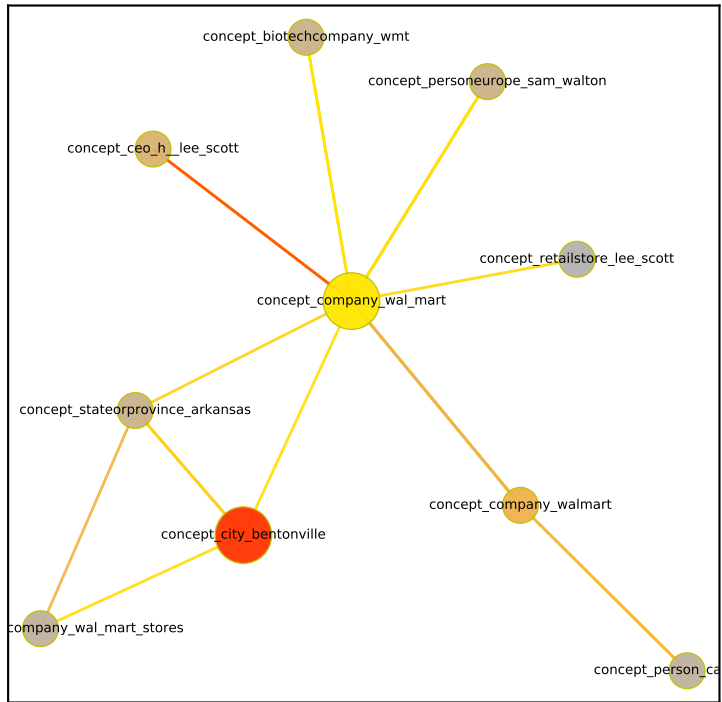 concept_biotechcompany_wmt
concept_personeurope_sam_walton
concept_ceo_h__lee_scott
concept_retailstore_lee_scott
concept_company_wal_mart
concept_stateorprovince_arkansas
concept_company_walmart
concept_city_bentonville
company_wal_mart_stores
concept_person_ca